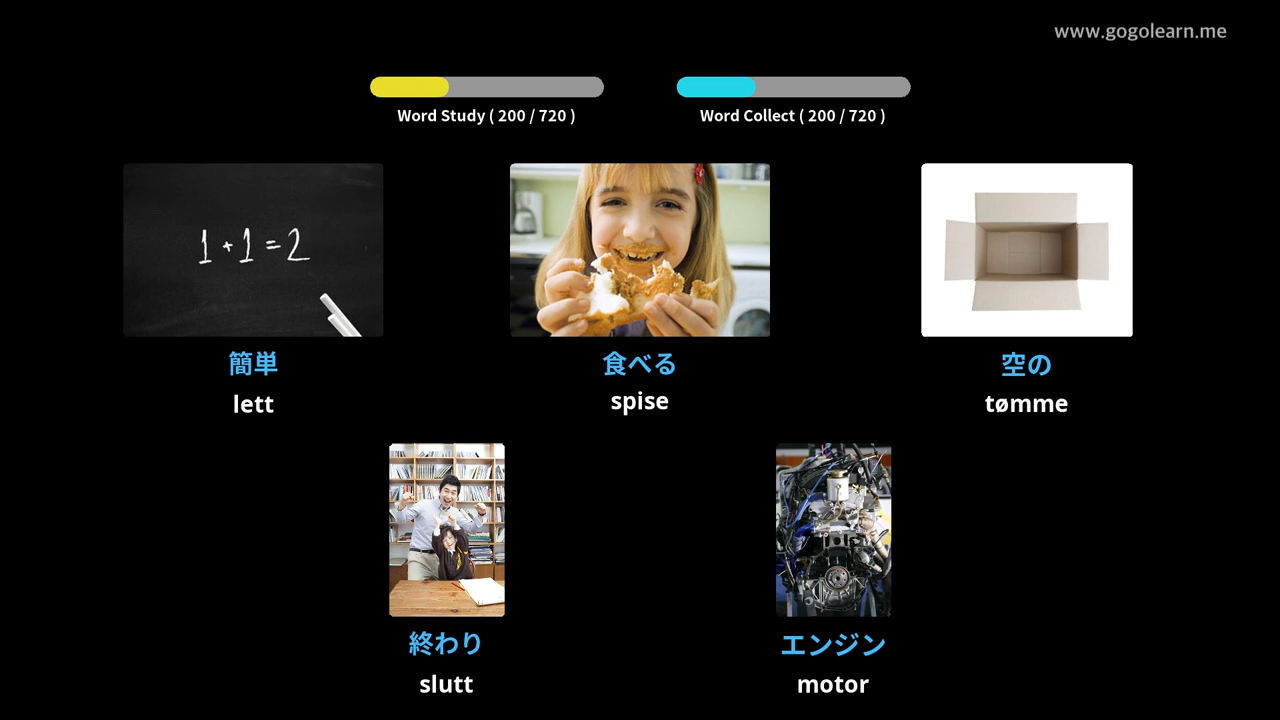 www.gogolearn.me
Word Study ( 200 / 720 )
Word Collect ( 200 / 720 )
1 + 1 = 2
簡単
lett
食べる
spise
空の
tømme
終わり
slutt
エンジン
motor